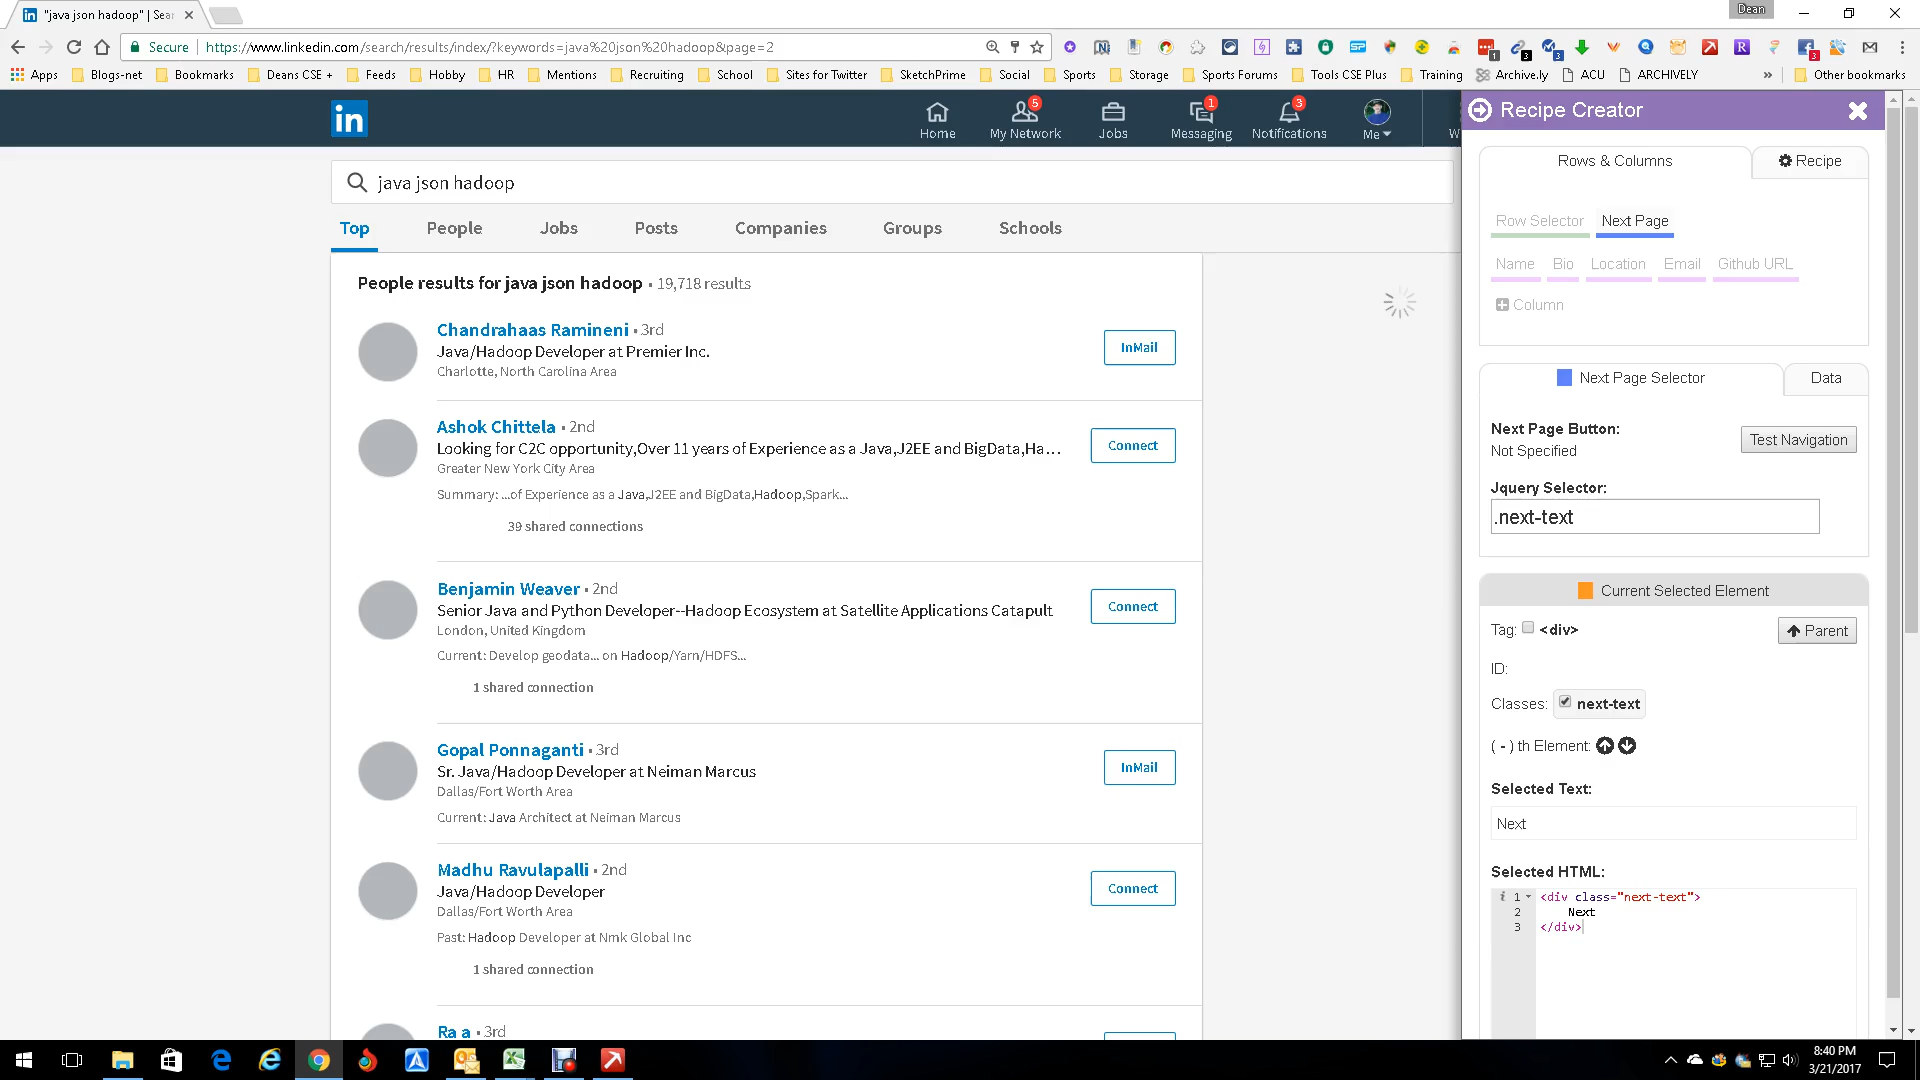 "java json hadoop" | Sear
Dean
Secure
https://www.linkedin.com/search/results/index/?keywords=java%20json%20hadoop&page=2
Apps
Blogs-net
Bookmarks
Deans CSE +
Feeds
Hobby
HR
Mentions
Recruiting
School
Sites for Twitter
SketchPrime
Social
Sports
Storage
Sports Forums
Tools CSE Plus
Training
Archive.ly
ACU
ARCHIVELY
»
Other bookmarks
in
Home
5
My Network
Jobs
1
Messaging
3
Notifications
Me
W
java json hadoop
Top
People
Jobs
Posts
Companies
Groups
Schools
People results for java json hadoop • 19,718 results
Chandrahaas Ramineni • 3rd
Java/Hadoop Developer at Premier Inc.
Charlotte, North Carolina Area
InMail
Ashok Chittela • 2nd
Looking for C2C opportunity,Over 11 years of Experience as a Java,J2EE and BigData,Ha...
Greater New York City Area
Summary: ...of Experience as a Java,J2EE and BigData,Hadoop,Spark...
39 shared connections
Connect
Benjamin Weaver • 2nd
Senior Java and Python Developer--Hadoop Ecosystem at Satellite Applications Catapult
London, United Kingdom
Current: Develop geodata... on Hadoop/Yarn/HDFS...
1 shared connection
Connect
Gopal Ponnaganti • 3rd
Sr. Java/Hadoop Developer at Neiman Marcus
Dallas/Fort Worth Area
Current: Java Architect at Neiman Marcus
InMail
Madhu Ravulapalli • 2nd
Java/Hadoop Developer
Dallas/Fort Worth Area
Past: Hadoop Developer at Nmk Global Inc
1 shared connection
Connect
Ra a • 3rd
Recipe Creator
Rows & Columns
Recipe
Row Selector
Next Page
Name
Bio
Location
Email
Github URL
Column
Next Page Selector
Data
Next Page Button:
Not Specified
Test Navigation
Jquery Selector:
.next-text
Current Selected Element
Tag: <div>
Parent
ID:
Classes: next-text
( - ) th Element:
Selected Text:
Next
Selected HTML:
1 <div class="next-text">
2 Next
3 </div>
8:40 PM
3/21/2017